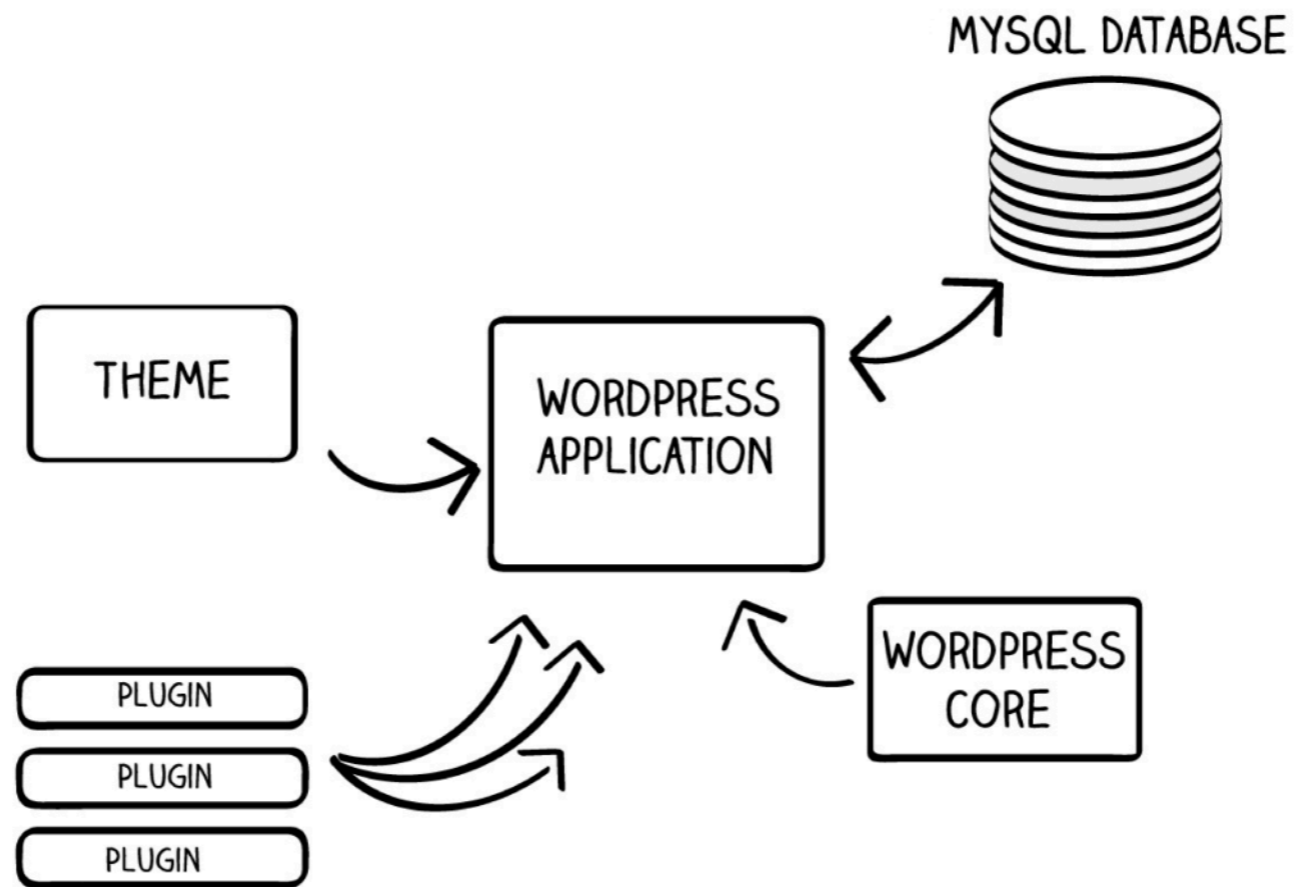 MYSQL DATABASE
THEME
WORDPRESS
APPLICATION
WORDPRESS
CORE
PLUGIN
PLUGIN
PLUGIN